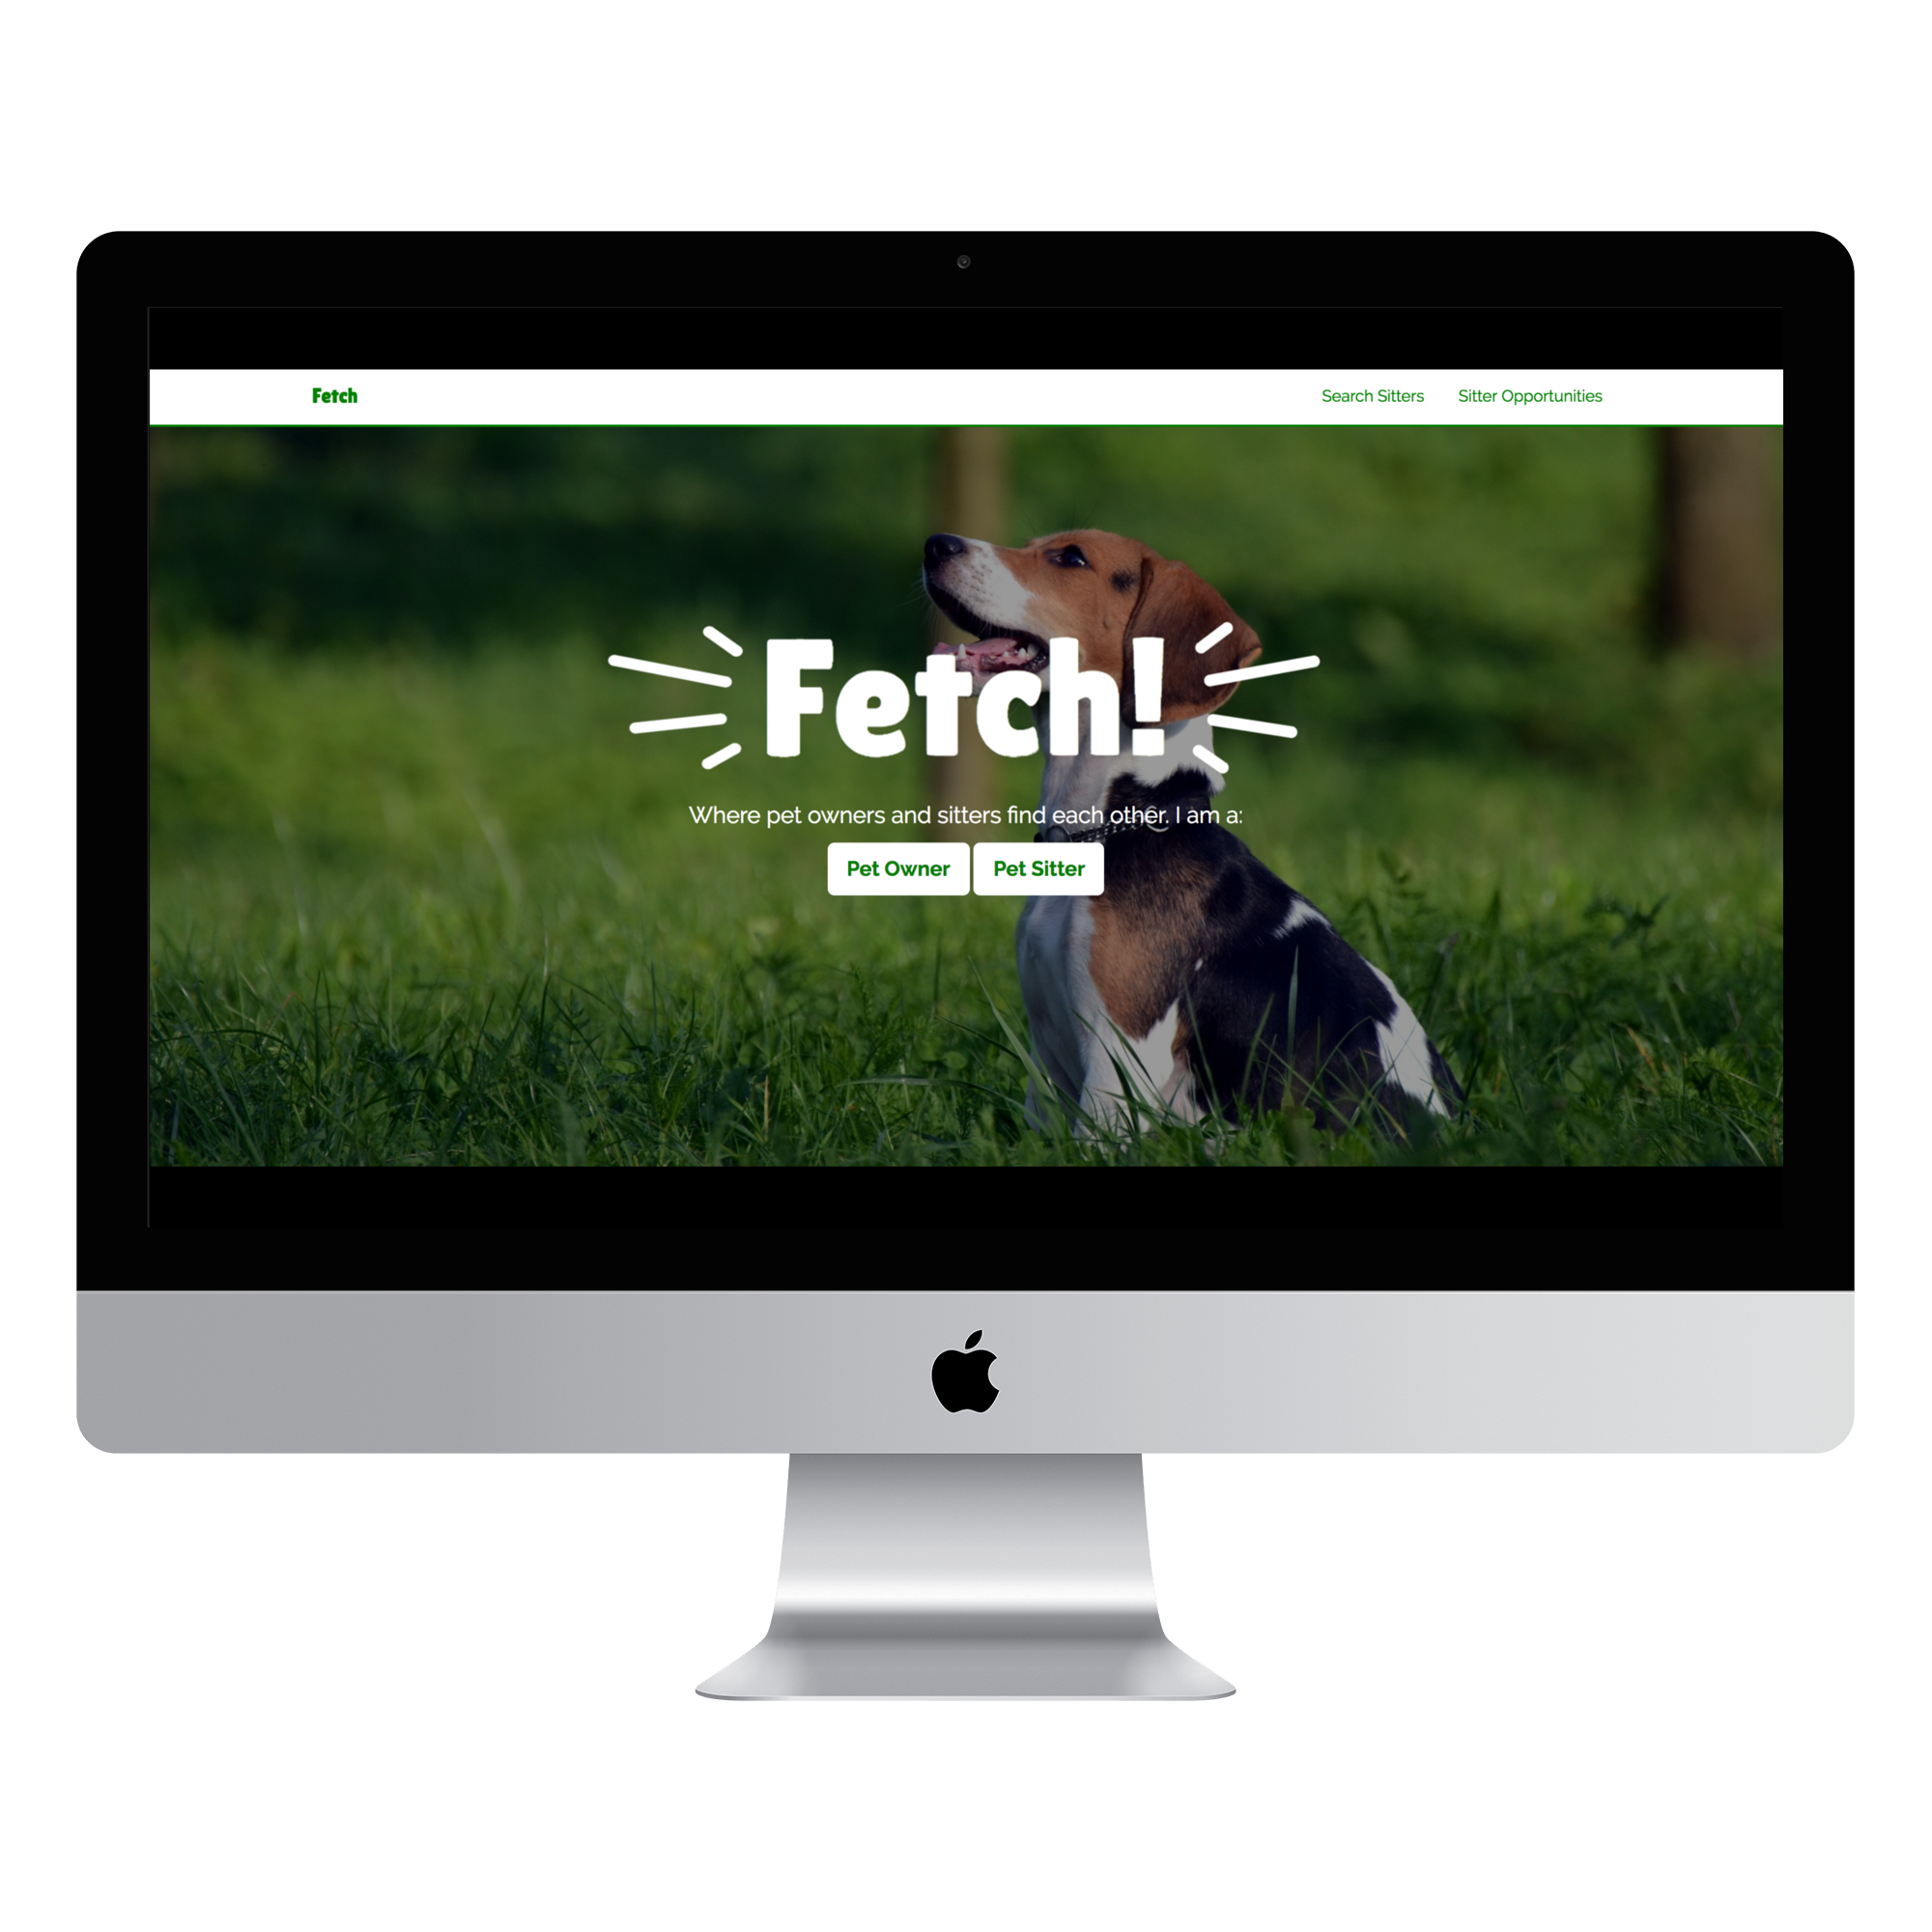 Fetch
Search Sitters Sitter Opportunities
Fetch!
Where pet owners and sitters find each other. I am a:
Pet Owner Pet Sitter